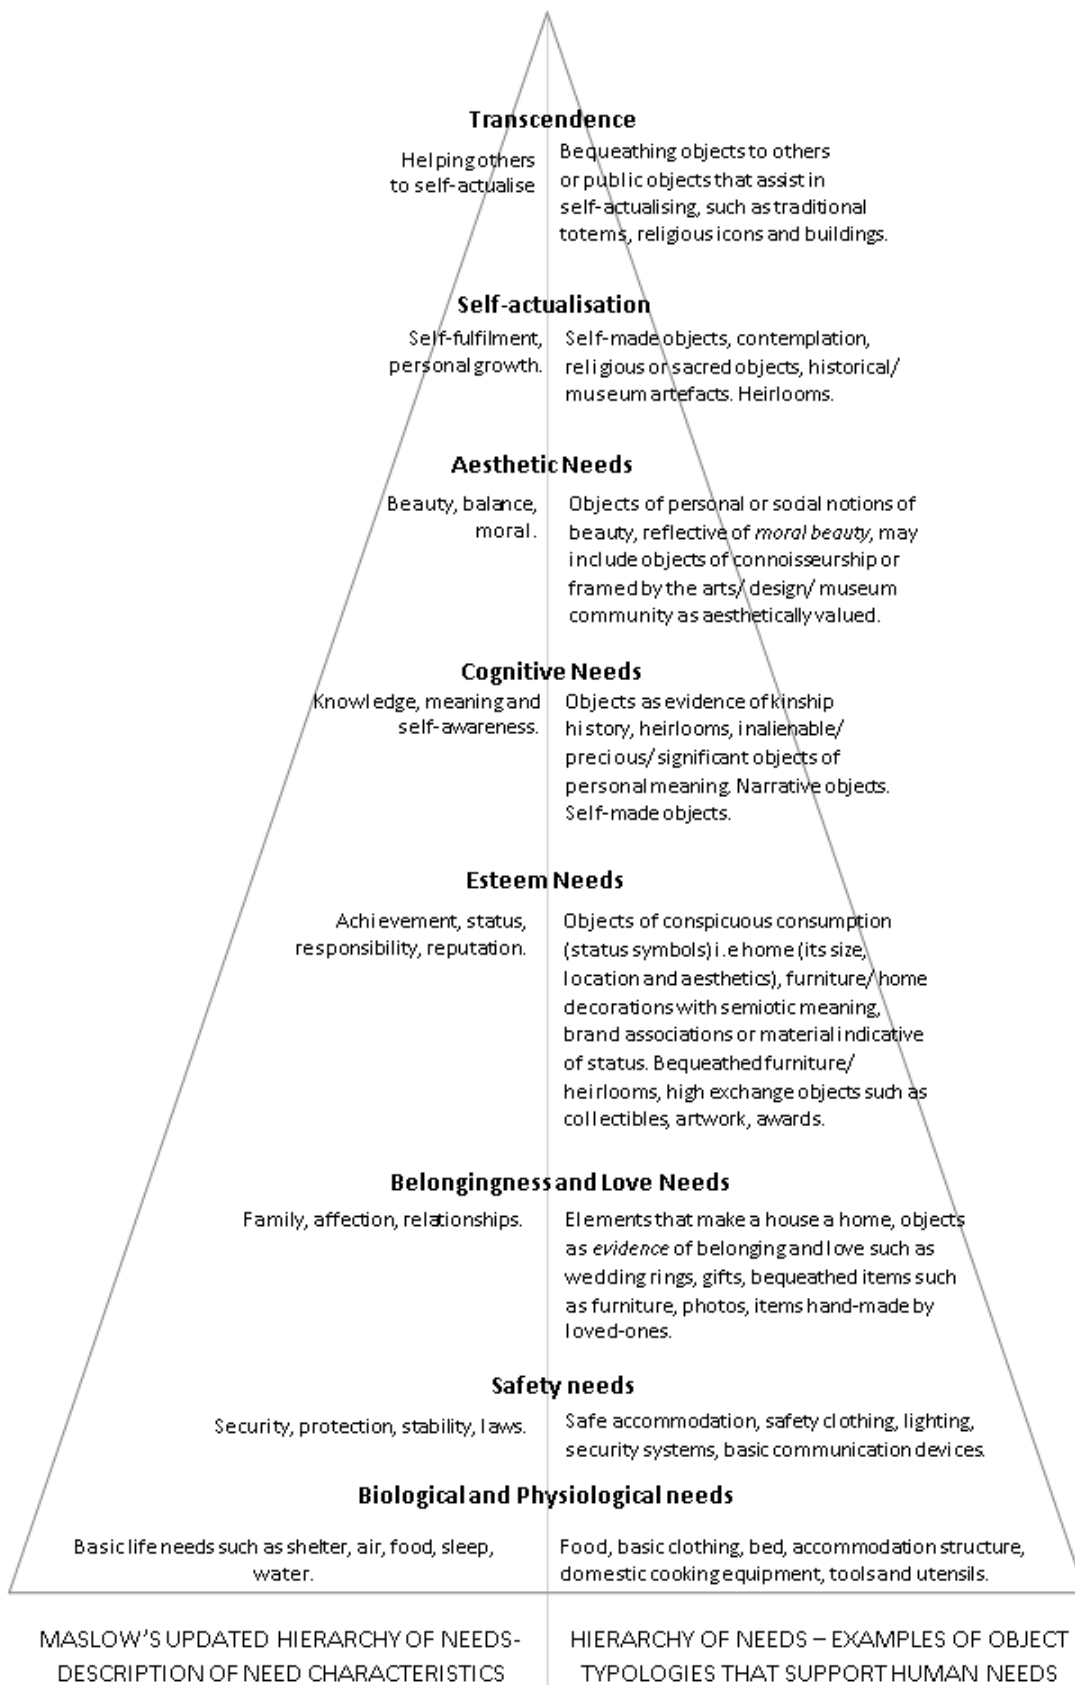 Transcendence
Helping others
to self-actualise
Bequeathing objects to others
or public objects that assist in
self-actualising, such as traditional
totems, religious icons and buildings.
Self-actualisation
Self-fulfilment,
personal growth.
Self-made objects, contemplation,
religious or sacred objects, historical/
museum artefacts. Heirlooms.
Aesthetic Needs
Beauty, balance,
moral.
Objects of personal or social notions of
beauty, reflective of moral beauty, may
include objects of connoisseurship or
framed by the arts/ design/ museum
community as aesthetically valued.
Cognitive Needs
Knowledge, meaning and
self-awareness.
Objects as evidence of kinship
history, heirlooms, inalienable/
precious/ significant objects of
personal meaning. Narrative objects.
Self-made objects.
Esteem Needs
Achievement, status,
responsibility, reputation.
Objects of conspicuous consumption
(status symbols) i.e home (its size,
location and aesthetics), furniture/ home
decorations with semiotic meaning,
brand associations or material indicative
of status. Bequeathed furniture/
heirlooms, high exchange objects such as
collectibles, artwork, awards.
Belongingness and Love Needs
Family, affection, relationships.
Elements that make a house a home, objects
as evidence of belonging and love such as
wedding rings, gifts, bequeathed items such
as furniture, photos, items hand-made by
loved-ones.
Safety needs
Security, protection, stability, laws.
Safe accommodation, safety clothing, lighting,
security systems, basic communication devices.
Biological and Physiological needs
Basic life needs such as shelter, air, food, sleep,
water.
Food, basic clothing, bed, accommodation structure,
domestic cooking equipment, tools and utensils.
MASLOW'S UPDATED HIERARCHY OF NEEDS-
DESCRIPTION OF NEED CHARACTERISTICS
HIERARCHY OF NEEDS – EXAMPLES OF OBJECT
TYPOLOGIES THAT SUPPORT HUMAN NEEDS